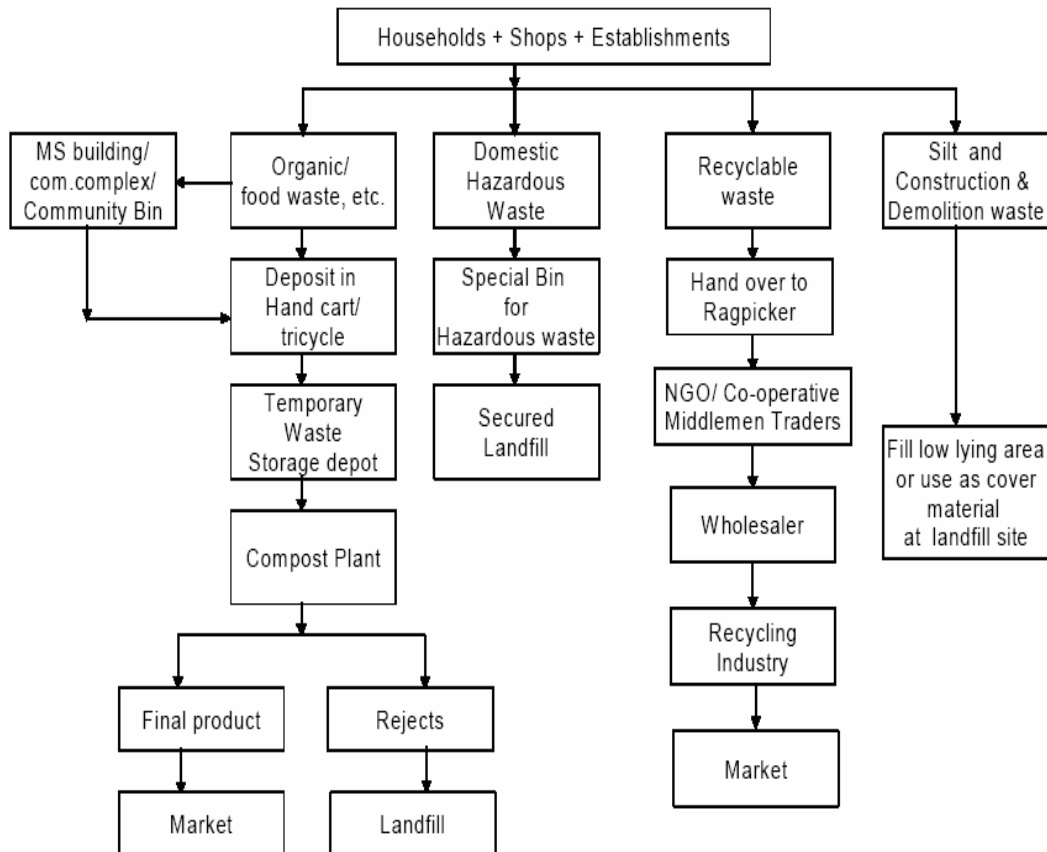 Households + Shops + Establishments
MS building/
com.complex/
Community Bin
Organic/
food waste, etc.
Domestic
Hazardous
Waste
Recyclable
waste
Silt and
Construction &
Demolition waste
Deposit in
Hand cart/
tricycle
Special Bin
for
Hazardous waste
Hand over to
Ragpicker
Temporary
Waste
Storage depot
Secured
Landfill
NGO/ Co-operative
Middlemen Traders
Fill low lying area
or use as cover
material
at landfill site
Compost Plant
Wholesaler
Recycling
Industry
Final product
Rejects
Market
Market
Landfill